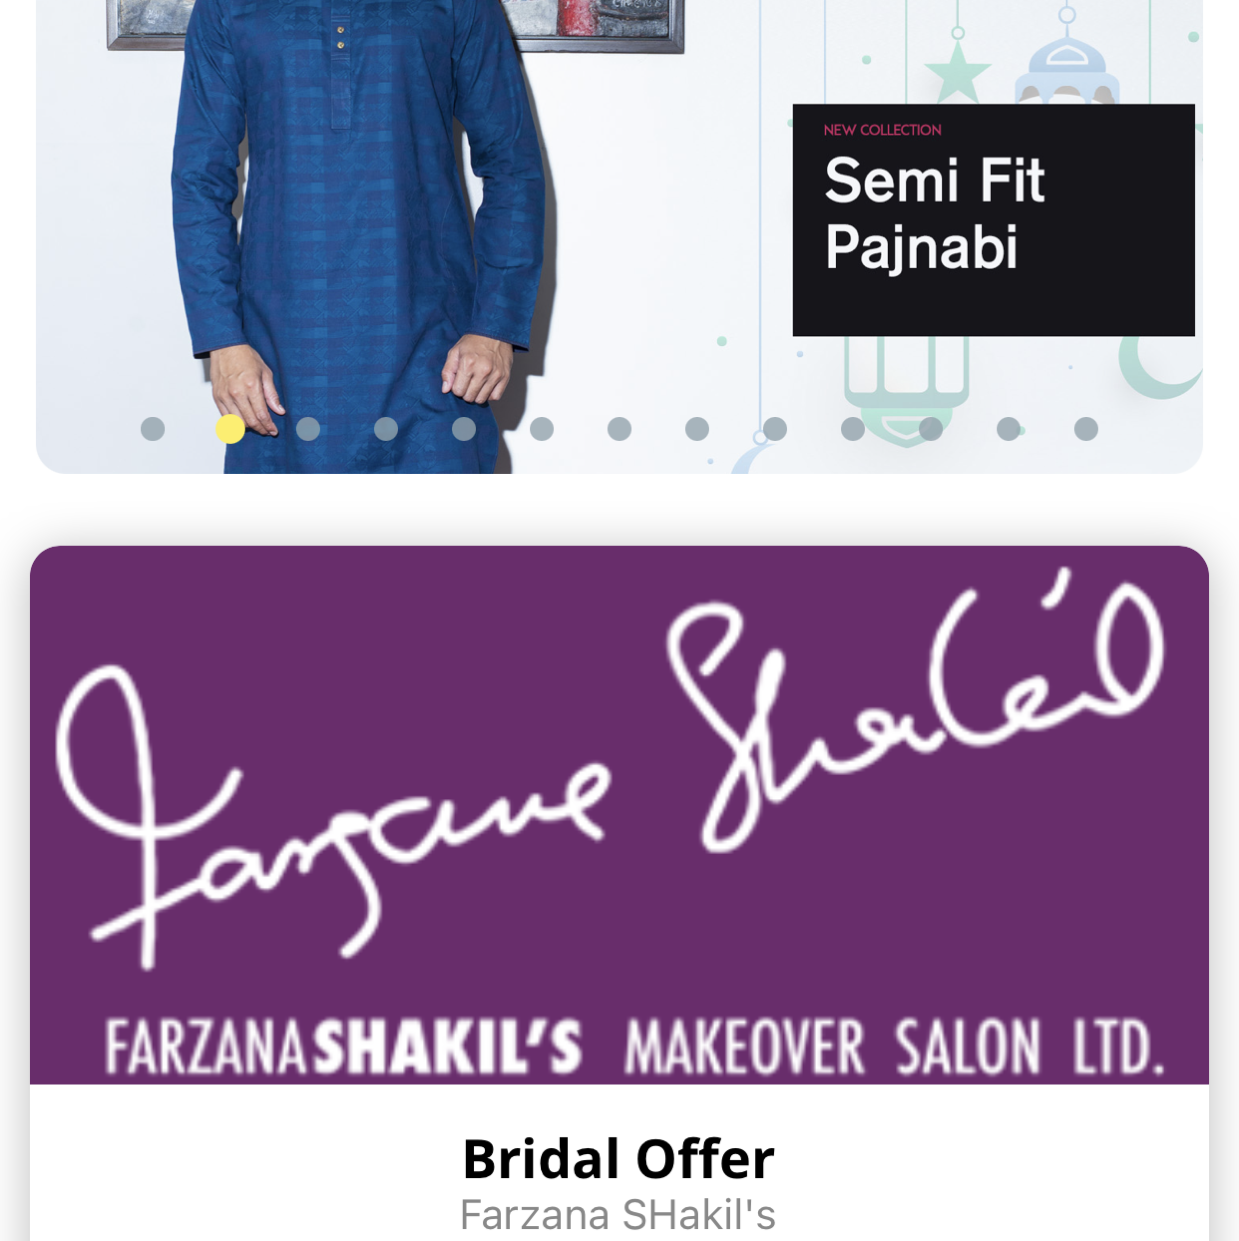 NEW COLLECTION
Semi Fit
Pajnabi
Farzana Shakil
FARZANASHAKIL'S MAKEOVER SALON LTD.
Bridal Offer
Farzana SHakil's